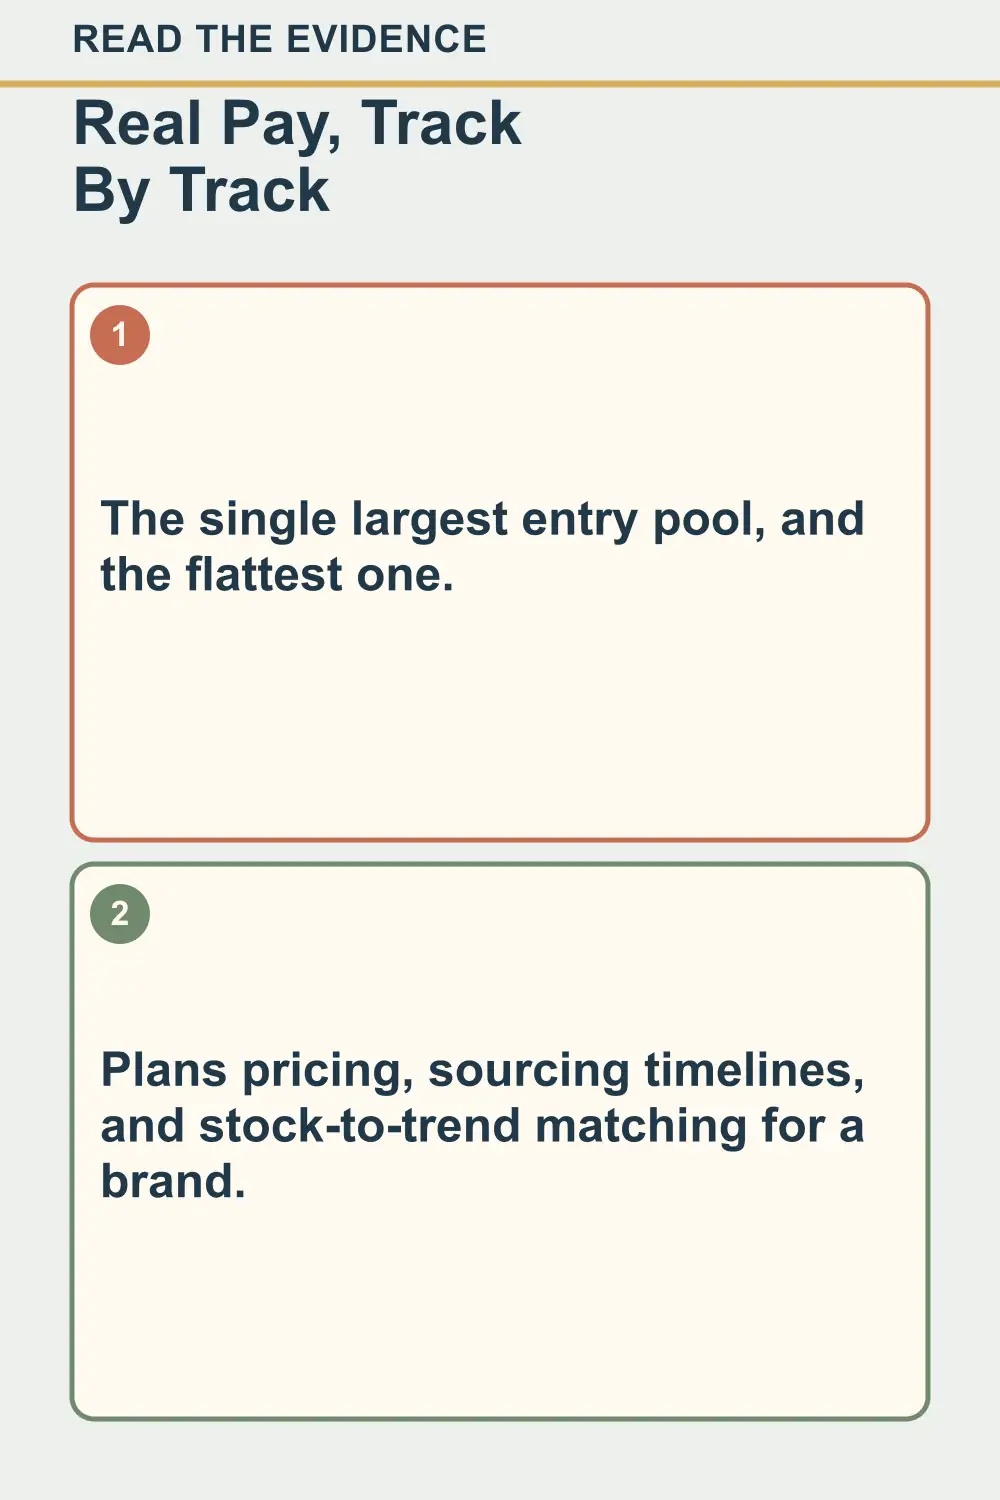 READ THE EVIDENCE
Real Pay, Track
By Track
1
The single largest entry pool, and
the flattest one.
2
Plans pricing, sourcing timelines,
and stock-to-trend matching for a
brand.